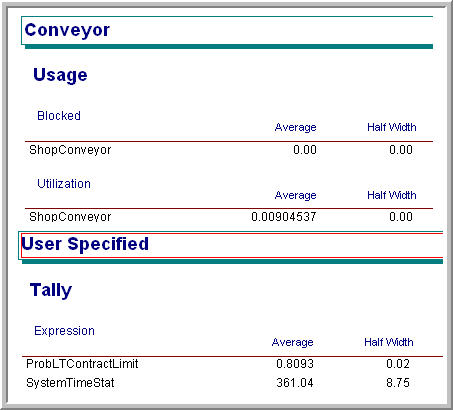 Conveyor
Usage
Blocked
Average Half Width
ShopConveyor 0.00 0.00
Utilization
Average Half Width
ShopConveyor 0.00904537 0.00
User Specified
Tally
Expression
Average Half Width
ProbLTContractLimit 0.8093 0.02
SystemTimeStat 361.04 8.75